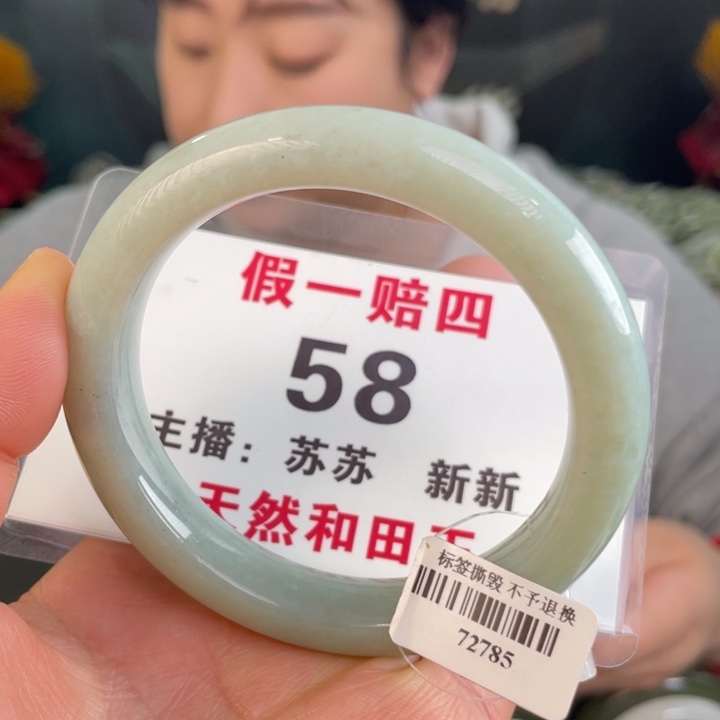 假一赔四
58
主播：苏苏 新新
天然和田玉
标签撕毁 不予退换
72785